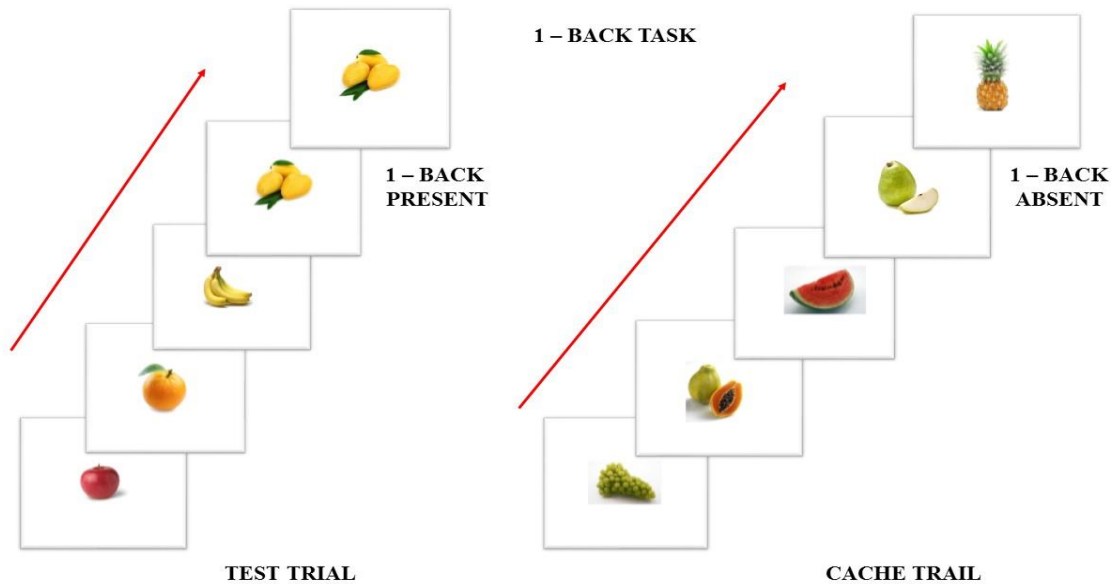 1 – BACK TASK
1 – BACK
PRESENT
1 – BACK
ABSENT
TEST TRIAL
CACHE TRAIL